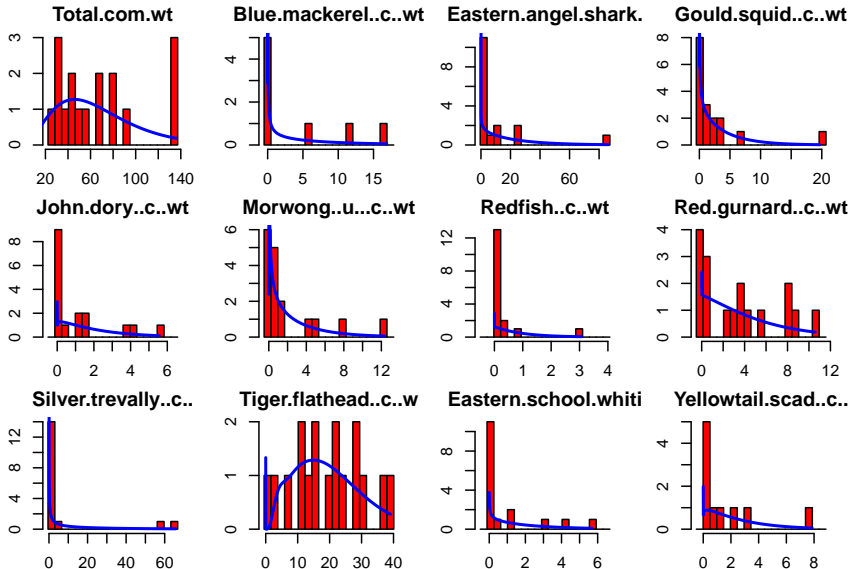 Total.com.wt Blue.mackerel..c..wt Eastern.angel.shark. Gould.squid..c..wt
3 2 1 0 20 60 100 140
4 2 0 0 5 10 15
8 4 0 0 20 60
8 6 4 2 0 0 5 10 20
John.dory..c..wt Morwong..u...c..wt Redfish..c..wt Red.gurnard..c..wt
8 6 4 2 0 0 2 4 6
6 4 2 0 0 4 8 12
12 8 4 0 0 1 2 3 4
4 3 2 1 0 0 4 8 12
Silver.trevally..c.. Tiger.flathead..c..w Eastern.school.whiti Yellowtail.scad..c..
12 8 4 0 0 20 40 60
2 1 0 0 10 20 30 40
8 4 0 0 2 4 6
4 2 0 0 2 4 6 8